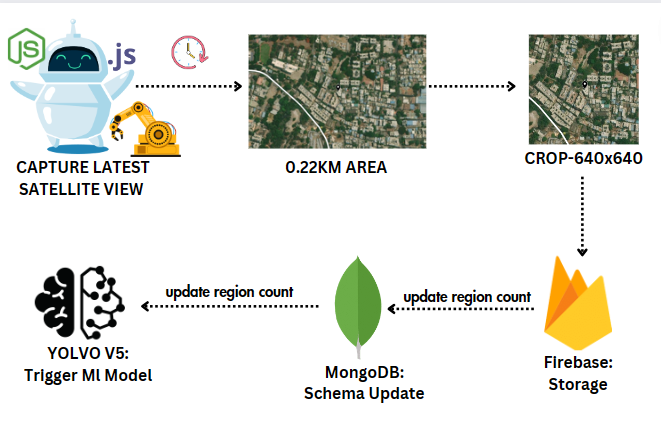 JS
.js
CAPTURE LATEST
SATELLITE VIEW
0.22KM AREA
CROP-640x640
update region count
update region count
YOLVO V5:
Trigger Ml Model
MongoDB:
Schema Update
Firebase:
Storage